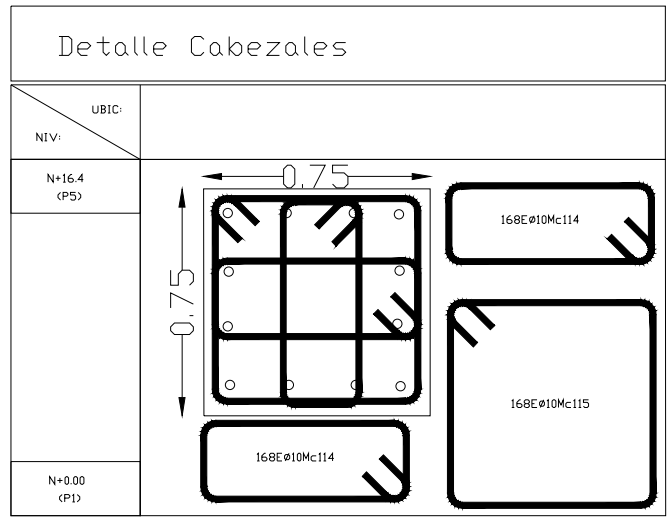 Detalle Cabezales
UBIC:
NIV:
N+16.4
(P5)
0.75
0.75
168EØ10Mc114
168EØ10Mc115
168EØ10Mc114
N+0.00
(P1)